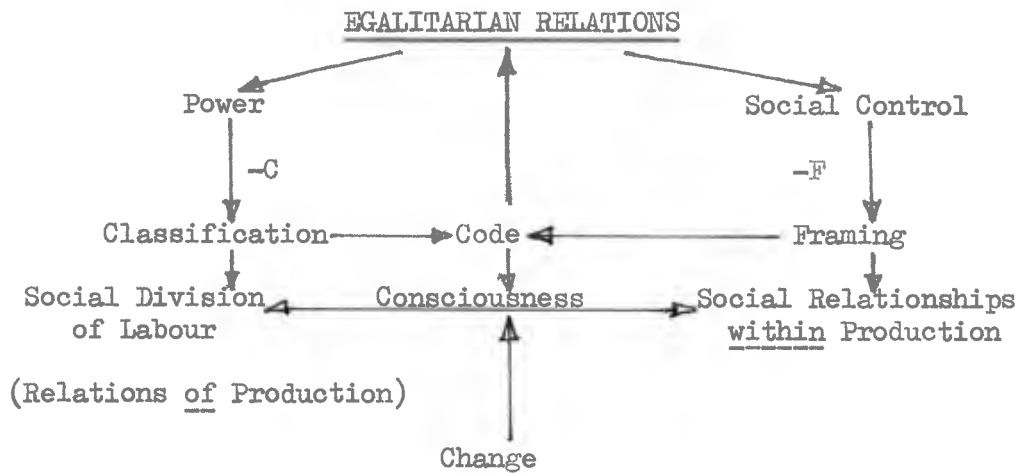 EGALITARIAN RELATIONS
Power
Social Control
-C
-F
Classification
Code
Framing
Social Division
of Labour
Consciousness
Social Relationships
within Production
(Relations of Production)
Change